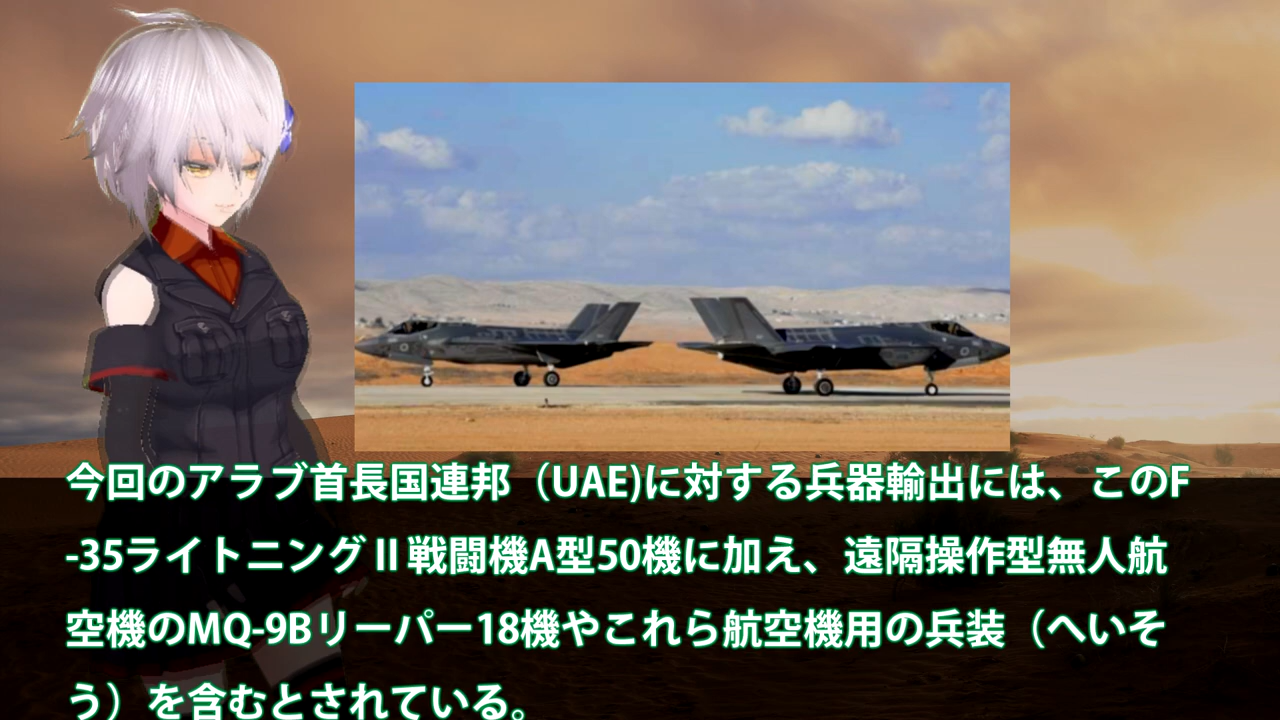 今回のアラブ首長国連邦（UAE)に対する兵器輸出には、このF
-35ライトニングⅡ戦闘機A型50機に加え、遠隔操作型無人航
空機のMQ-9Bリーパー18機やこれら航空機用の兵装（へいそ
う）を含むとされている。